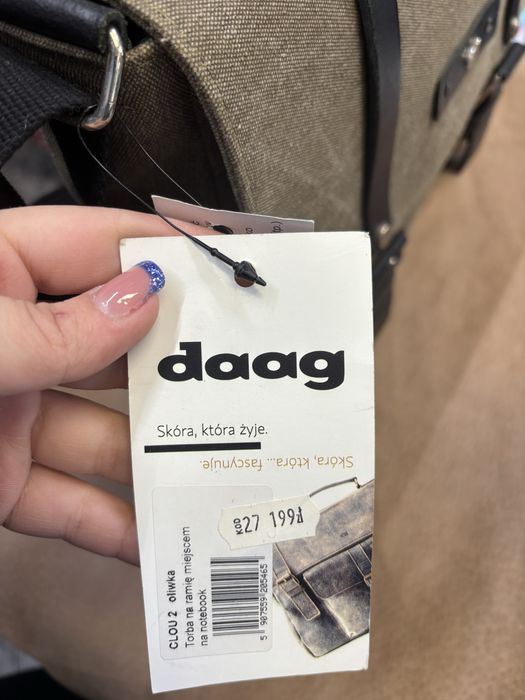 daag
Skóra, która żyje.
Skóra, która... fascynuje.
KOD 27 199zł
CLOU 2 oliwka
Torba na ramię miejscem
na notebook
5 907559 205465